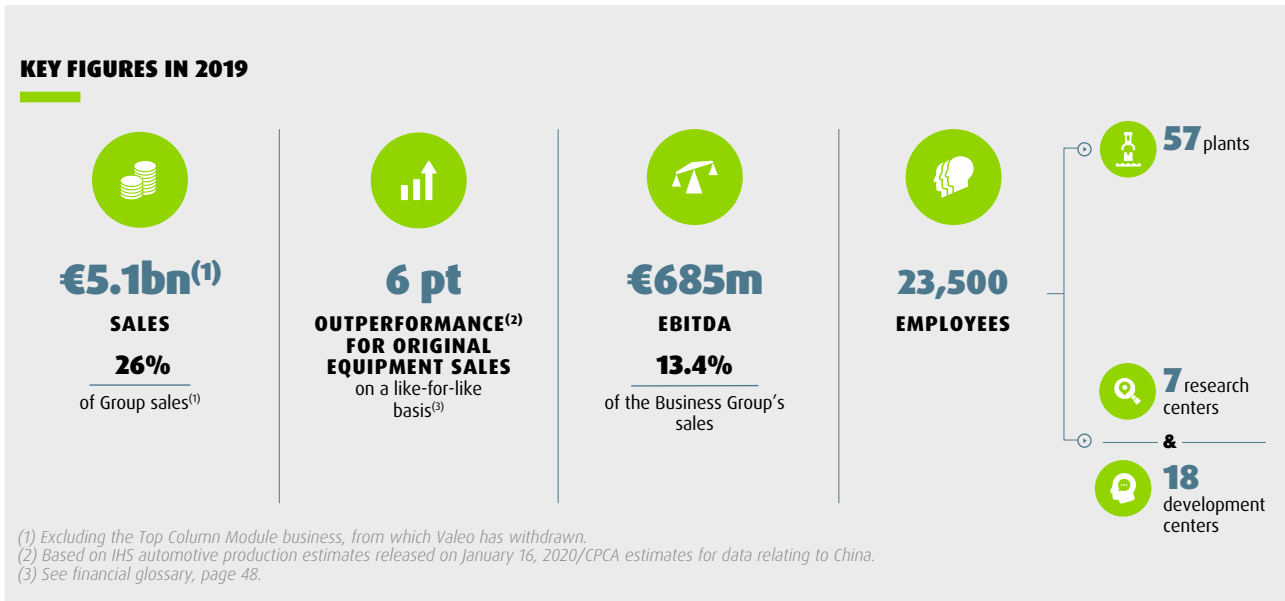 KEY FIGURES IN 2019
€5.1bn(1)
SALES
26%
of Group sales(1)
6 pt
OUTPERFORMANCE(2)
FOR ORIGINAL
EQUIPMENT SALES
on a like-for-like
basis(3)
€685m
EBITDA
13.4%
of the Business Group's
sales
23,500
EMPLOYEES
57 plants
7 research
centers
&
18
development
centers
(1) Excluding the Top Column Module business, from which Valeo has withdrawn.
(2) Based on IHS automotive production estimates released on January 16, 2020/CPCA estimates for data relating to China.
(3) See financial glossary, page 48.